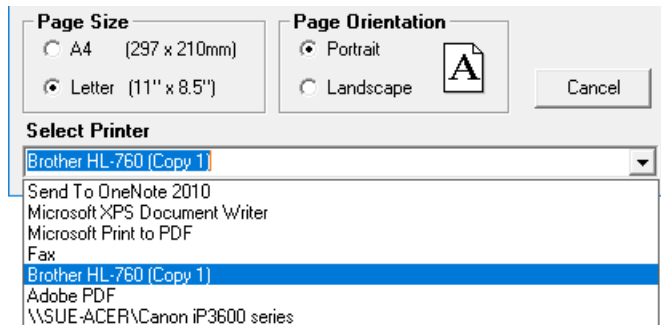 Page Size
A4 (297 x 210mm)
Letter (11" x 8.5")
Page Orientation
Portrait
Landscape
A
Cancel
Select Printer
Brother HL-760 (Copy 1)
Send To OneNote 2010
Microsoft XPS Document Writer
Microsoft Print to PDF
Fax
Brother HL-760 (Copy 1)
Adobe PDF
\\SUE-ACER\Canon iP3600 series